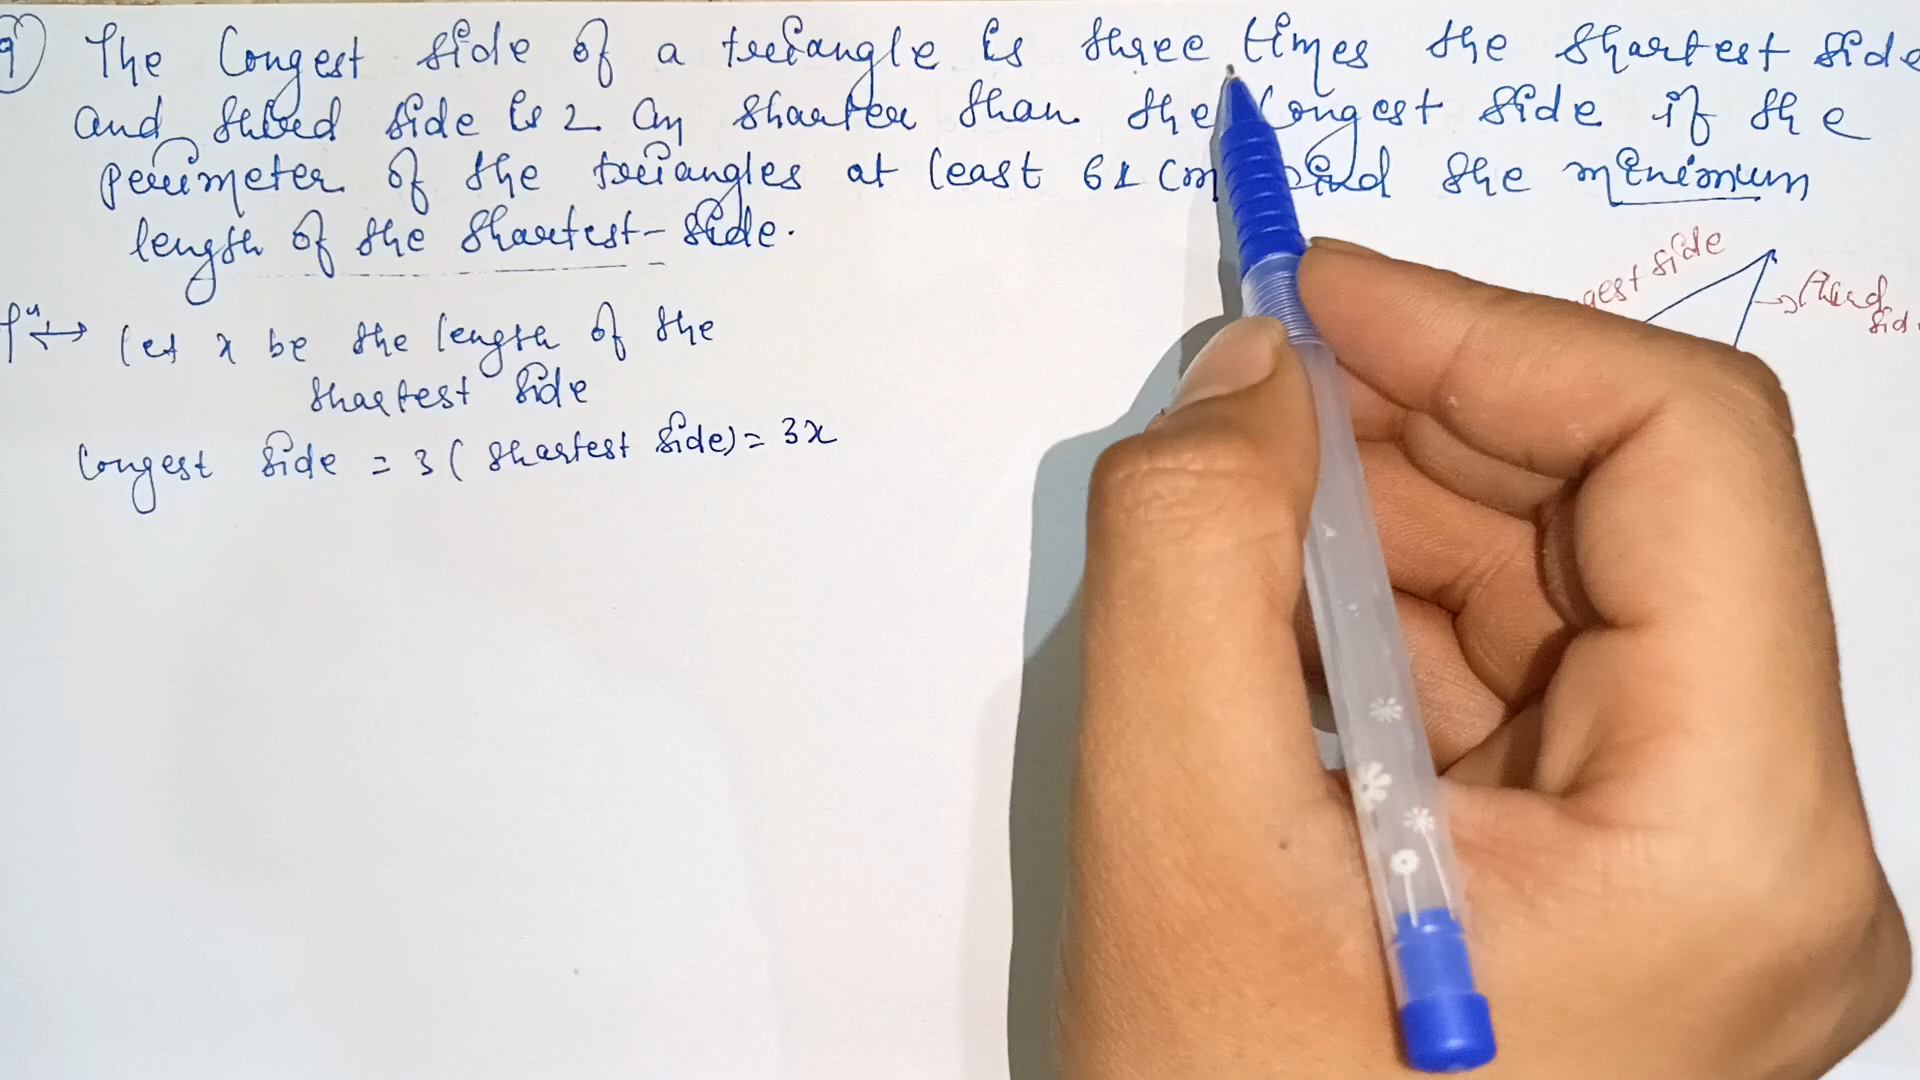 9) The longest side of a triangle is three times the shortest side
and third side is 2 cm shorter than the longest side if the
perimeter of the triangles at least 61 cm find the minimum
length of the shortest side.
let x be the length of the
shortest side
longest side = 3 ( shortest side) = 3x
side
Third
side